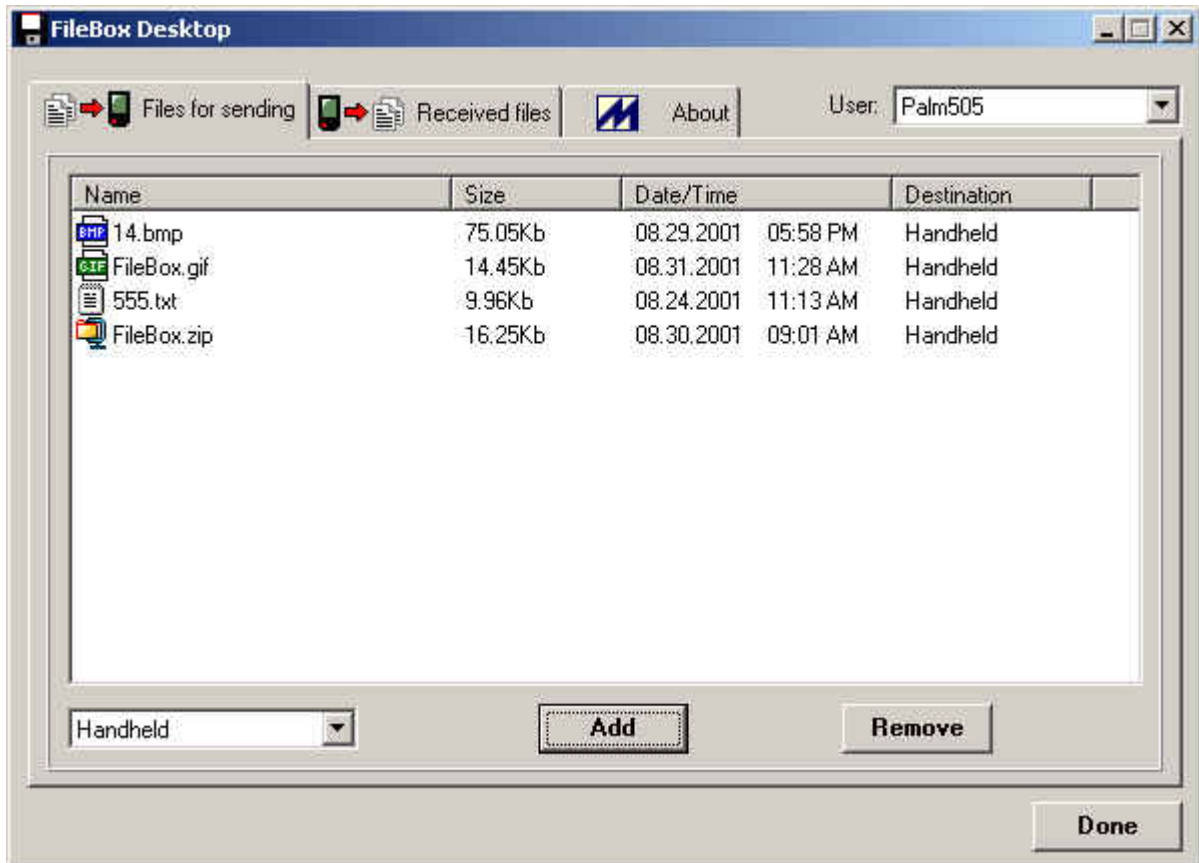 FileBox Desktop
Files for sending Received files About User: Palm505
Name Size Date/Time Destination
BMP 14.bmp 75.05Kb 08.29.2001 05:58 PM Handheld
GIF FileBox.gif 14.45Kb 08.31.2001 11:28 AM Handheld
555.txt 9.96Kb 08.24.2001 11:13 AM Handheld
FileBox.zip 16.25Kb 08.30.2001 09:01 AM Handheld
Handheld Add Remove
Done